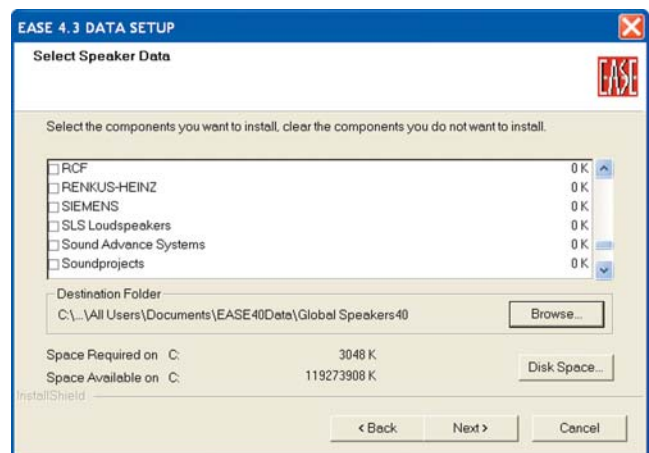 EASE 4.3 DATA SETUP
Select Speaker Data
EASE
Select the components you want to install, clear the components you do not want to install.
RCF 0 K
RENKUS-HEINZ 0 K
SIEMENS 0 K
SLS Loudspeakers 0 K
Sound Advance Systems 0 K
Soundprojects 0 K
Destination Folder
C:\...\All Users\Documents\EASE40Data\Global Speakers40 Browse...
Space Required on C: 3048 K
Space Available on C: 119273908 K
Disk Space...
InstallShield
< Back Next > Cancel